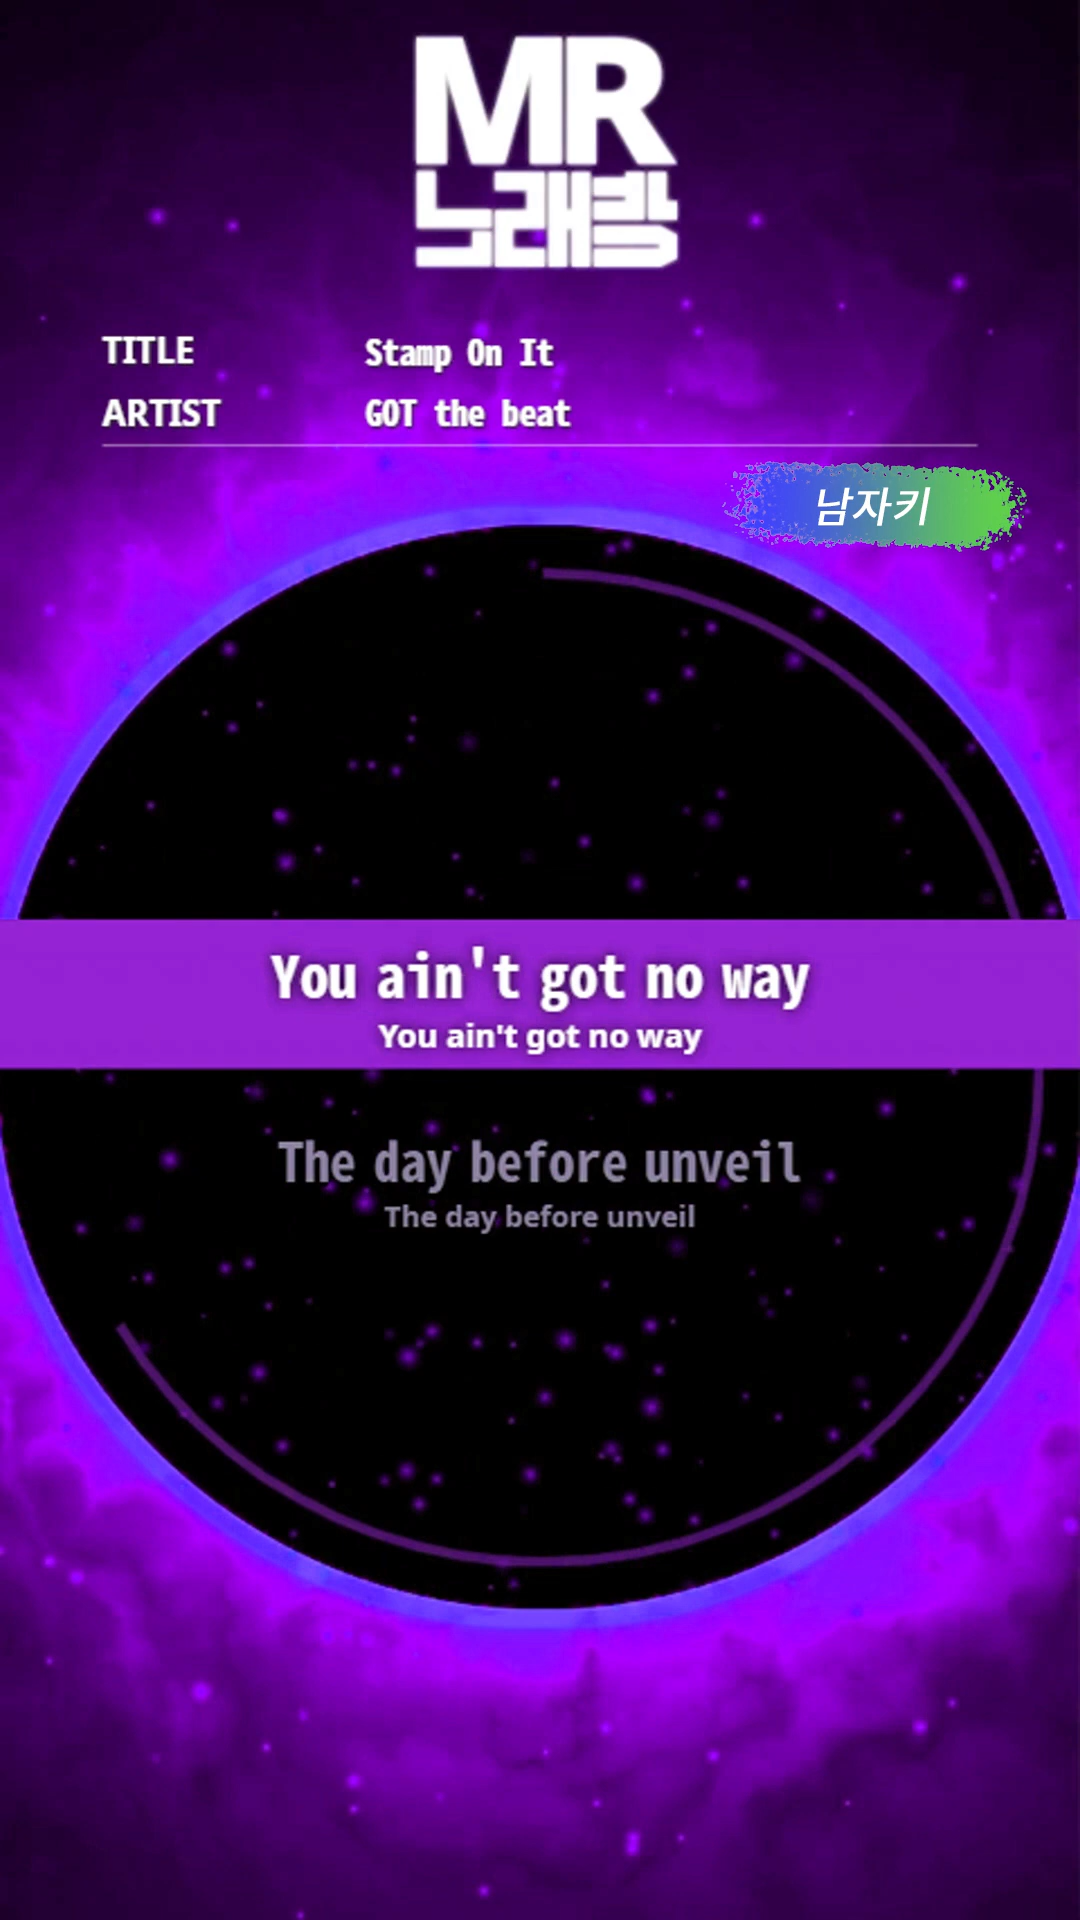 MR
노래방
TITLE Stamp On It
ARTIST GOT the beat
남자키
You ain't got no way
You ain't got no way
The day before unveil
The day before unveil